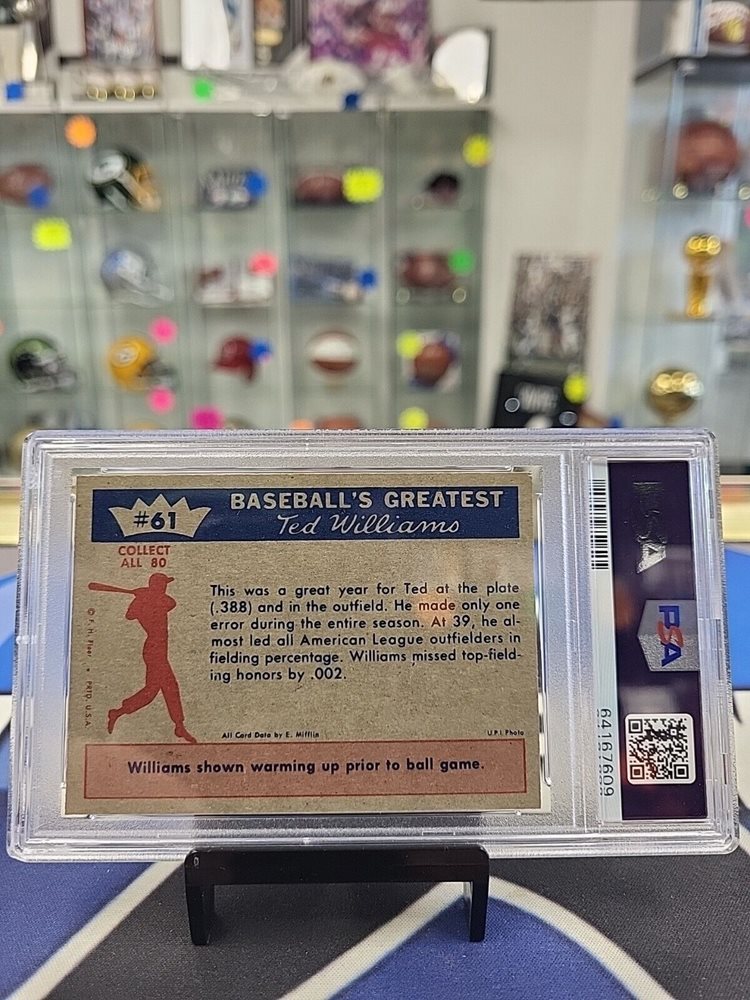 #61
BASEBALL'S GREATEST
Ted Williams
COLLECT
ALL 80
This was a great year for Ted at the plate
(.388) and in the outfield. He made only one
error during the entire season. At 39, he al-
most led all American League outfielders in
fielding percentage. Williams missed top-field-
ing honors by .002.
© F. H. Fleer • PRTD. U.S.A.
All Card Data by E. Mifflin
U.P.I Photo
Williams shown warming up prior to ball game.
PSA
PSA
64167609